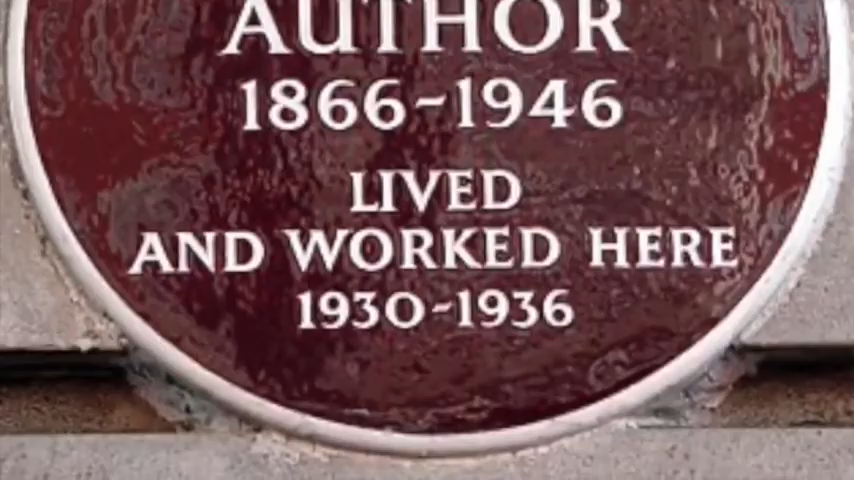 AUTHOR
1866-1946
LIVED
AND WORKED HERE
1930-1936